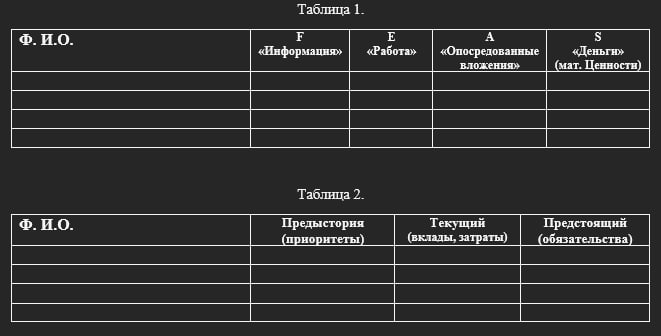 Таблица 1.
Ф. И.О. F E A S
«Информация» «Работа» «Опосредованные «Деньги»
вложения» (мат. Ценности)
Таблица 2.
Ф. И.О. Предыстория Текущий Предстоящий
(приоритеты) (вклады, затраты) (обязательства)